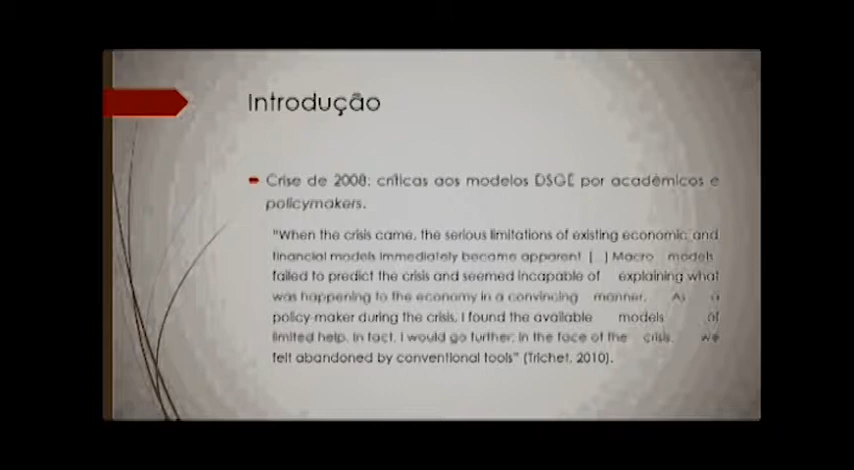 Introdução
Crise de 2008: críticas aos modelos DSGE por acadêmicos e
policymakers.
"When the crisis came, the serious limitations of existing economic and
financial models immediately became apparent [ ] Macro models
failed to predict the crisis and seemed incapable of explaining what
was happening to the economy in a convincing manner. As a
policy-maker during the crisis, I found the available models of
limited help. In fact, I would go further: in the face of the crisis, we
felt abandoned by conventional tools" (Trichet, 2010).